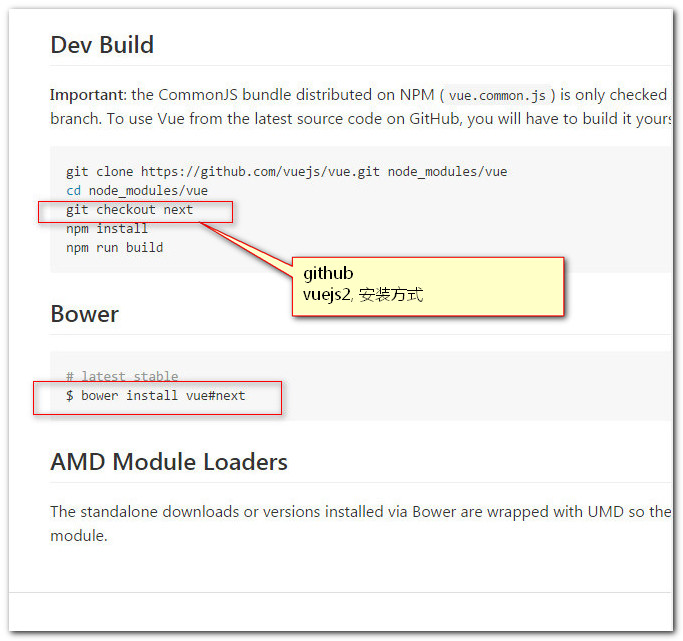 Dev Build
Important: the CommonJS bundle distributed on NPM ( vue.common.js ) is only checked
branch. To use Vue from the latest source code on GitHub, you will have to build it yours
git clone https://github.com/vuejs/vue.git node_modules/vue
cd node_modules/vue
git checkout next
npm install
npm run build
github
vuejs2, 安装方式
Bower
# latest stable
$ bower install vue#next
AMD Module Loaders
The standalone downloads or versions installed via Bower are wrapped with UMD so the
module.